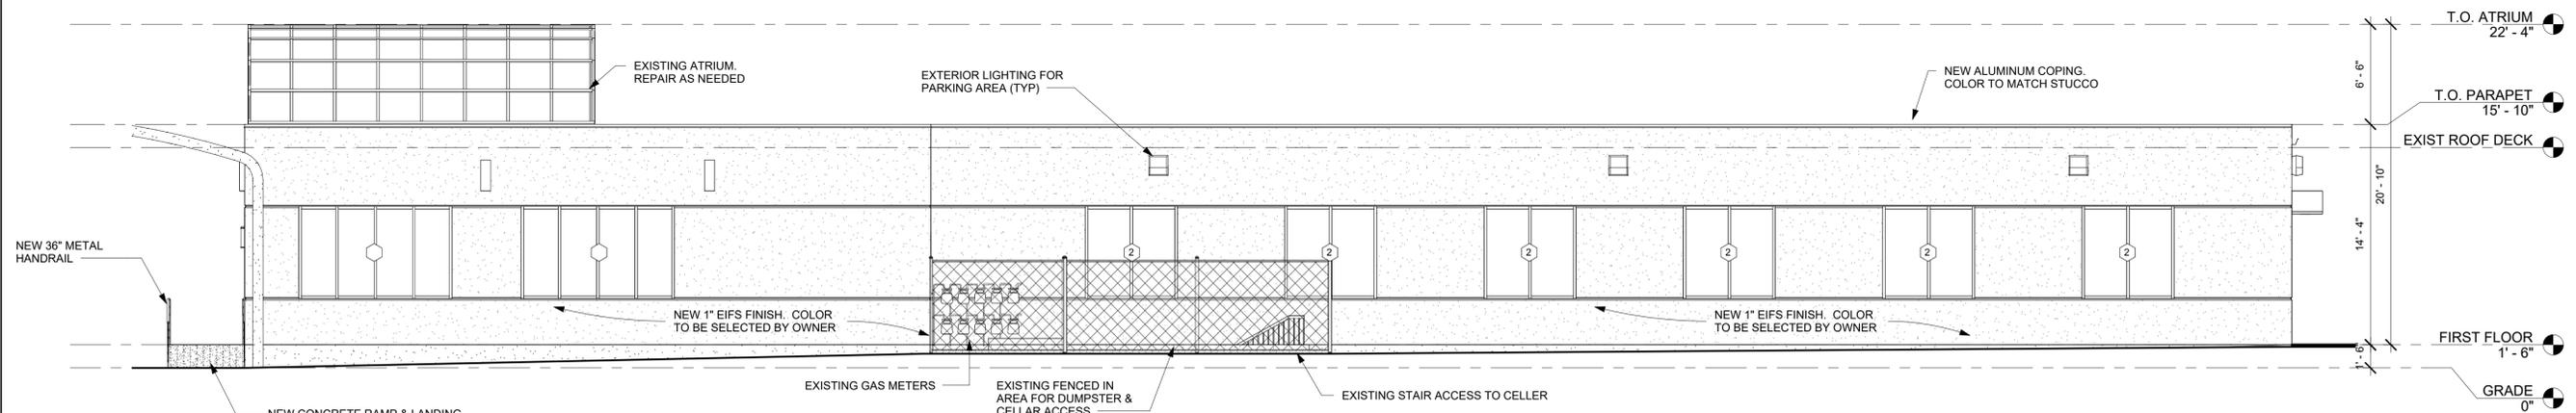 T.O. ATRIUM
22' - 4"
EXISTING ATRIUM.
REPAIR AS NEEDED
EXTERIOR LIGHTING FOR
PARKING AREA (TYP)
NEW ALUMINUM COPING.
COLOR TO MATCH STUCCO
6' - 6"
T.O. PARAPET
15' - 10"
EXIST ROOF DECK
20' - 10"
14' - 4"
NEW 36" METAL
HANDRAIL
2
2
2
2
2
2
NEW 1" EIFS FINISH. COLOR
TO BE SELECTED BY OWNER
NEW 1" EIFS FINISH. COLOR
TO BE SELECTED BY OWNER
FIRST FLOOR
1' - 6"
1' - 6"
EXISTING GAS METERS
EXISTING FENCED IN
AREA FOR DUMPSTER &
CELLAR ACCESS
EXISTING STAIR ACCESS TO CELLER
GRADE
0"
NEW CONCRETE RAMP & LANDING